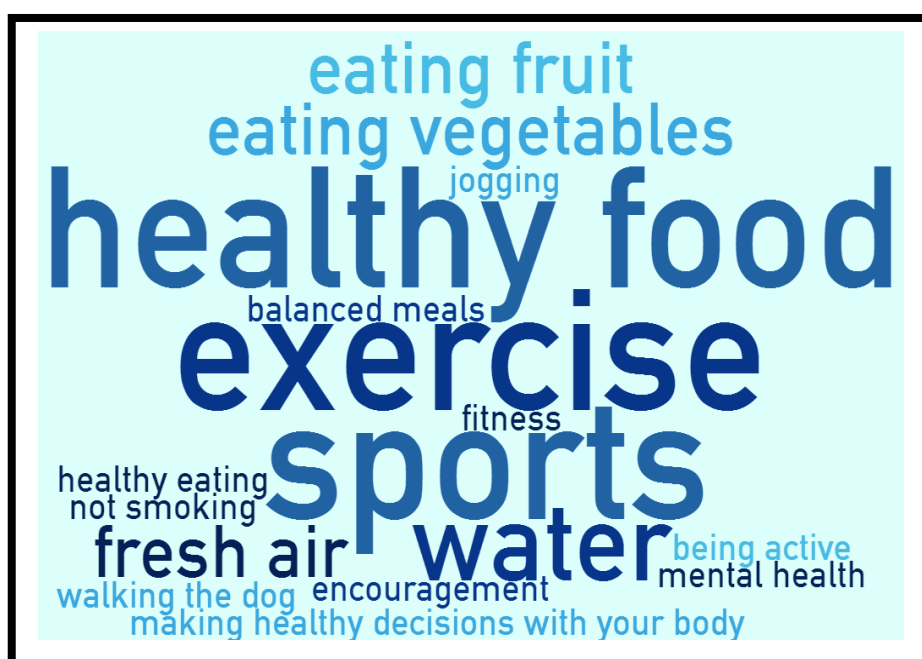 eating fruit
eating vegetables
jogging
healthy food
balanced meals
exercise
fitness
sports
healthy eating
not smoking
fresh air
water
being active
mental health
walking the dog
encouragement
making healthy decisions with your body